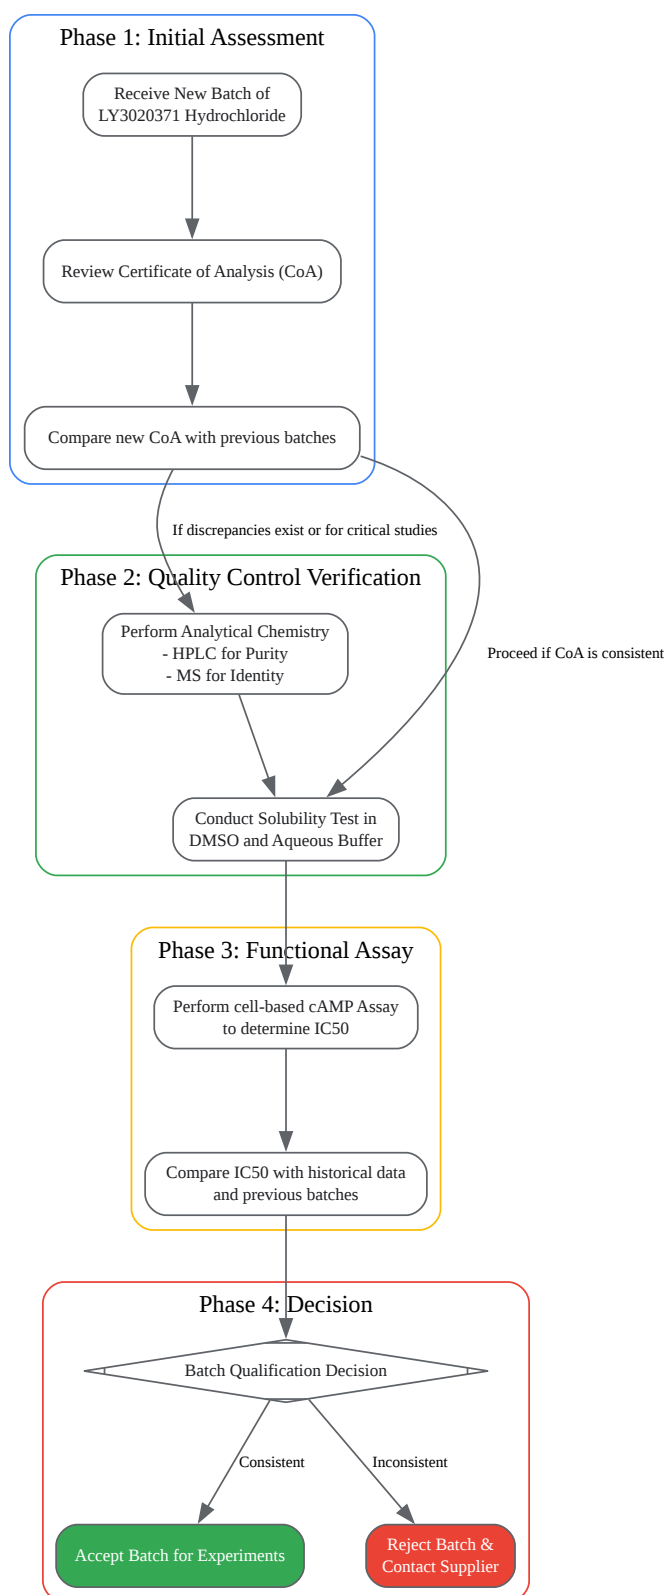 Phase 1: Initial Assessment
Receive New Batch of
LY3020371 Hydrochloride
Review Certificate of Analysis (CoA)
Compare new CoA with previous batches
If discrepancies exist or for critical studies
Phase 2: Quality Control Verification
Perform Analytical Chemistry
- HPLC for Purity
- MS for Identity
Proceed if CoA is consistent
Conduct Solubility Test in
DMSO and Aqueous Buffer
Phase 3: Functional Assay
Perform cell-based cAMP Assay
to determine IC50
Compare IC50 with historical data
and previous batches
Phase 4: Decision
Batch Qualification Decision
Consistent
Inconsistent
Accept Batch for Experiments
Reject Batch &
Contact Supplier